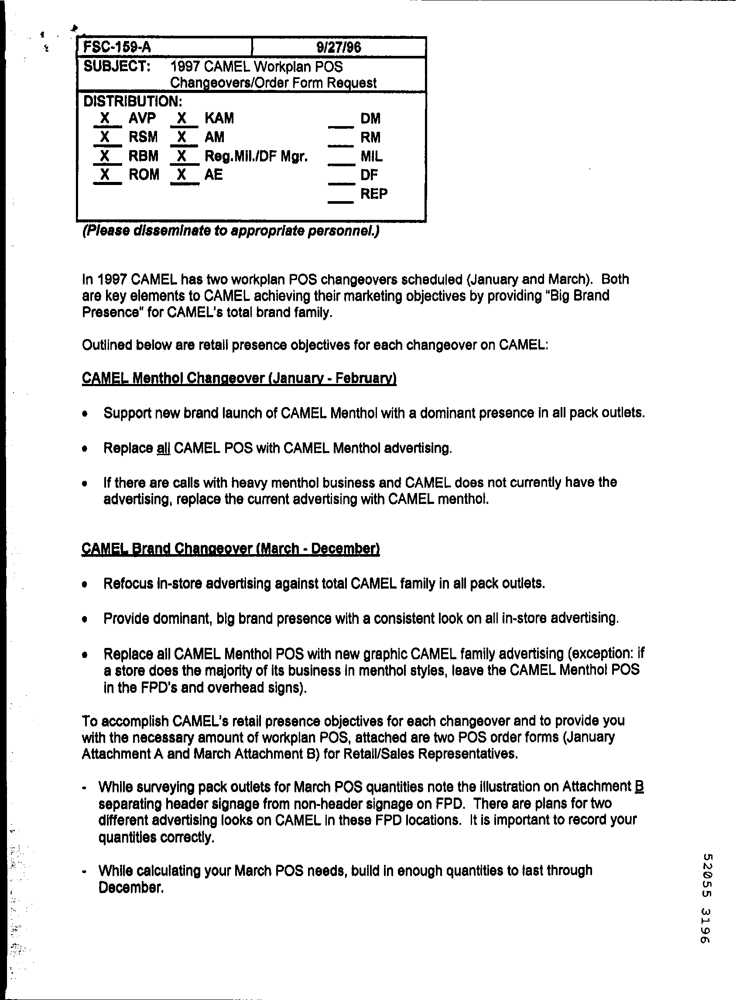 FSC-159-A 9/27/96
SUBJECT: 1997 CAMEL Workplan POS
Changeovers/Order Form Request
DISTRIBUTION:
X AVP X KAM ___ DM
X RSM X AM ___ RM
X RBM X Reg.Mil./DF Mgr. ___ MIL
X ROM X AE ___ DF
___ REP
(Please disseminate to appropriate personnel.)
In 1997 CAMEL has two workplan POS changeovers scheduled (January and March). Both
are key elements to CAMEL achieving their marketing objectives by providing "Big Brand
Presence" for CAMEL's total brand family.
Outlined below are retail presence objectives for each changeover on CAMEL:
CAMEL Menthol Changeover (January - February)
• Support new brand launch of CAMEL Menthol with a dominant presence in all pack outlets.
• Replace all CAMEL POS with CAMEL Menthol advertising.
• If there are calls with heavy menthol business and CAMEL does not currently have the
advertising, replace the current advertising with CAMEL menthol.
CAMEL Brand Changeover (March - December)
• Refocus in-store advertising against total CAMEL family in all pack outlets.
• Provide dominant, big brand presence with a consistent look on all in-store advertising.
• Replace all CAMEL Menthol POS with new graphic CAMEL family advertising (exception: if
a store does the majority of its business in menthol styles, leave the CAMEL Menthol POS
in the FPD's and overhead signs).
To accomplish CAMEL's retail presence objectives for each changeover and to provide you
with the necessary amount of workplan POS, attached are two POS order forms (January
Attachment A and March Attachment B) for Retail/Sales Representatives.
- While surveying pack outlets for March POS quantities note the illustration on Attachment B
separating header signage from non-header signage on FPD. There are plans for two
different advertising looks on CAMEL in these FPD locations. It is important to record your
quantities correctly.
- While calculating your March POS needs, build in enough quantities to last through
December.
52055 3196